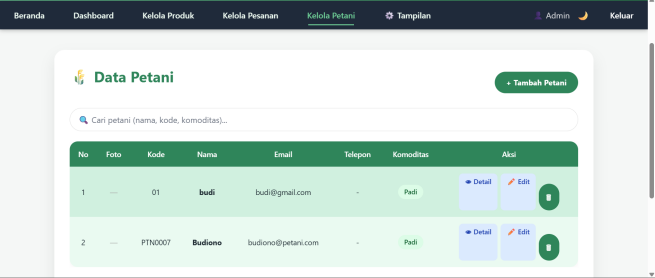 Beranda Dashboard Kelola Produk Kelola Pesanan Kelola Petani Tampilan Admin Keluar
Data Petani
+ Tambah Petani
Cari petani (nama, kode, komoditas)...
No Foto Kode Nama Email Telepon Komoditas Aksi
1 — 01 budi budi@gmail.com - Padi Detail Edit
2 — PTN0007 Budiono budiono@petani.com - Padi Detail Edit